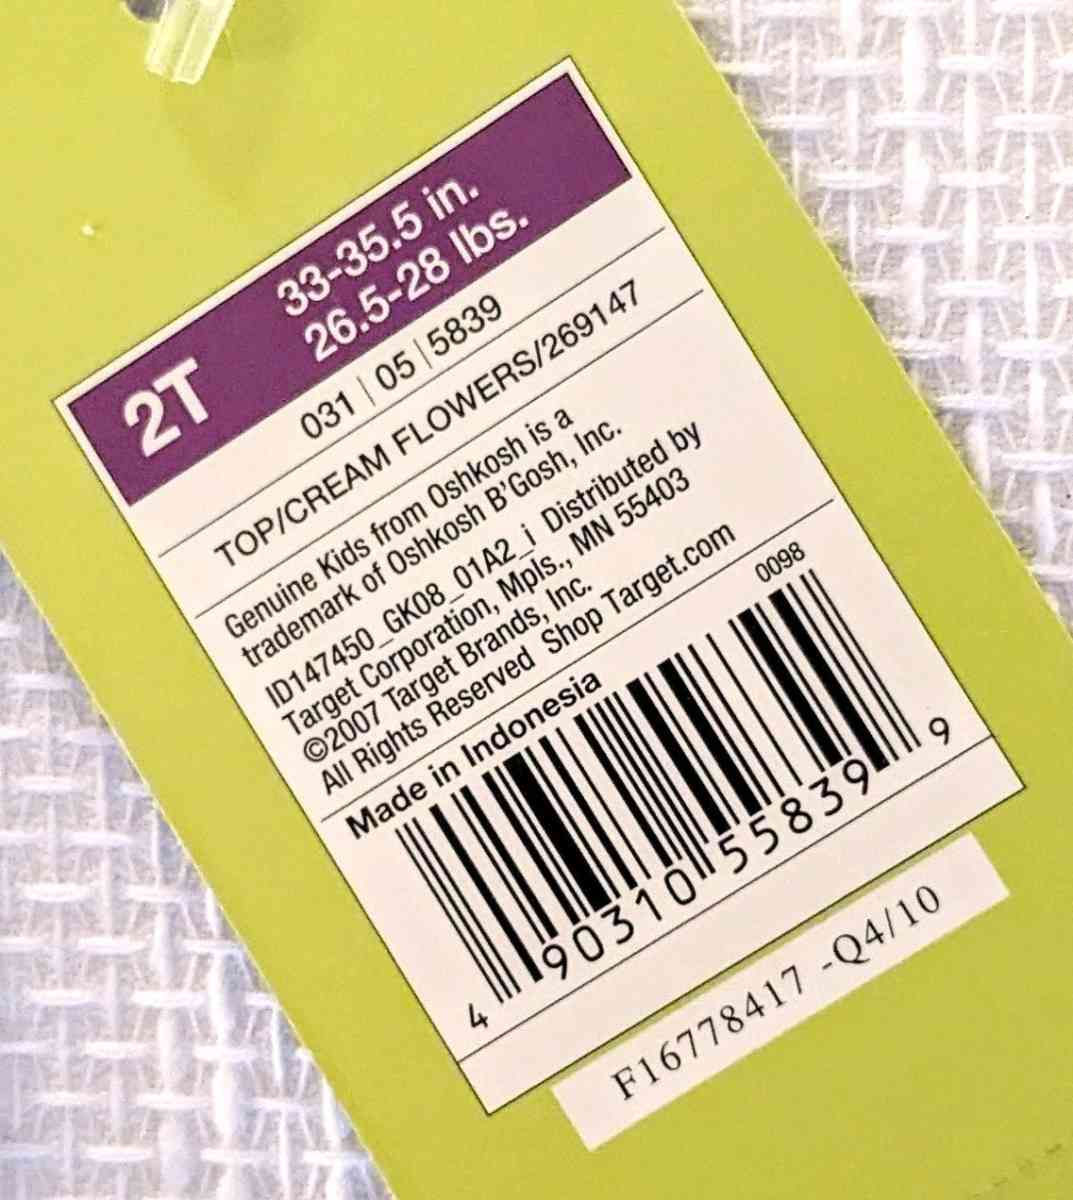 2T
33-35.5 in.
26.5-28 lbs.
031 | 05 | 5839
TOP/CREAM FLOWERS/269147
Genuine Kids from Oshkosh is a
trademark of Oshkosh B'Gosh, Inc.
ID147450_GK08_01A2_i Distributed by
Target Corporation, Mpls., MN 55403
©2007 Target Brands, Inc.
All Rights Reserved Shop Target.com
Made in Indonesia
0098
4 90310 55839 9
F16778417 -Q4/10